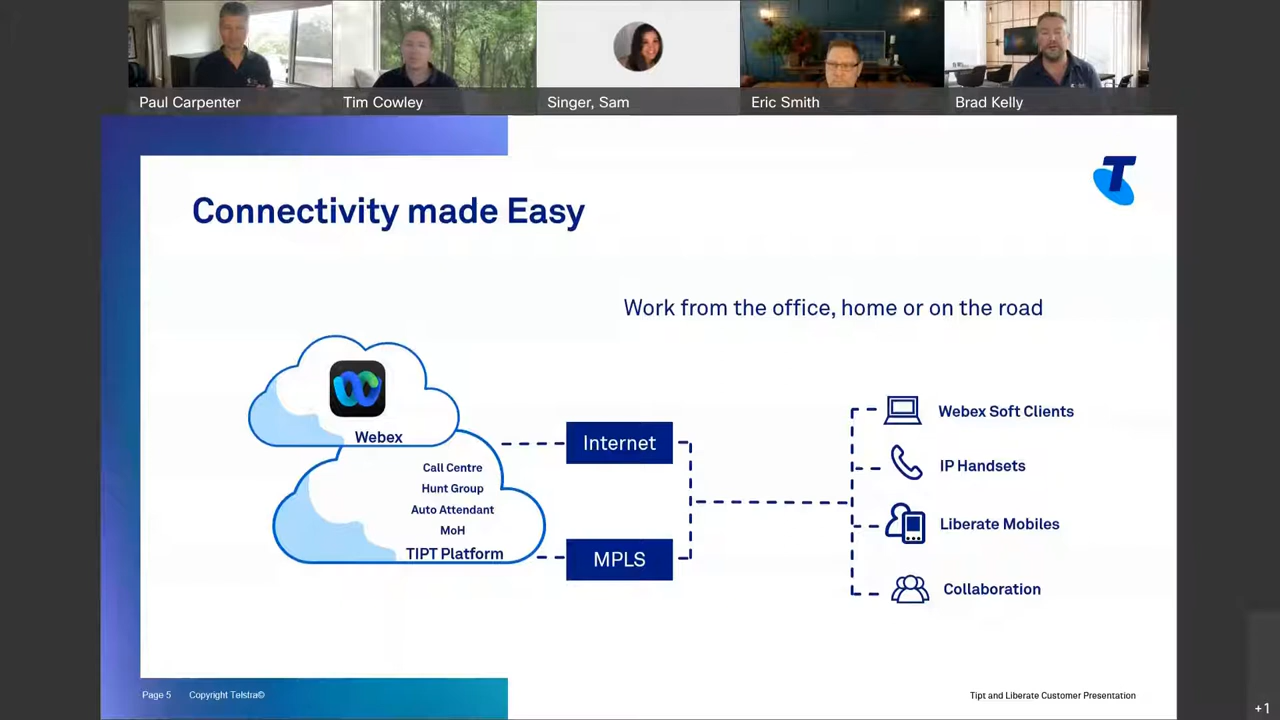 Paul Carpenter
Tim Cowley
Singer, Sam
Eric Smith
Brad Kelly
T
Connectivity made Easy
Work from the office, home or on the road
Webex
Call Centre
Hunt Group
Auto Attendant
MoH
TIPT Platform
Internet
MPLS
Webex Soft Clients
IP Handsets
Liberate Mobiles
Collaboration
Page 5 Copyright Telstra©
Tipt and Liberate Customer Presentation
+1